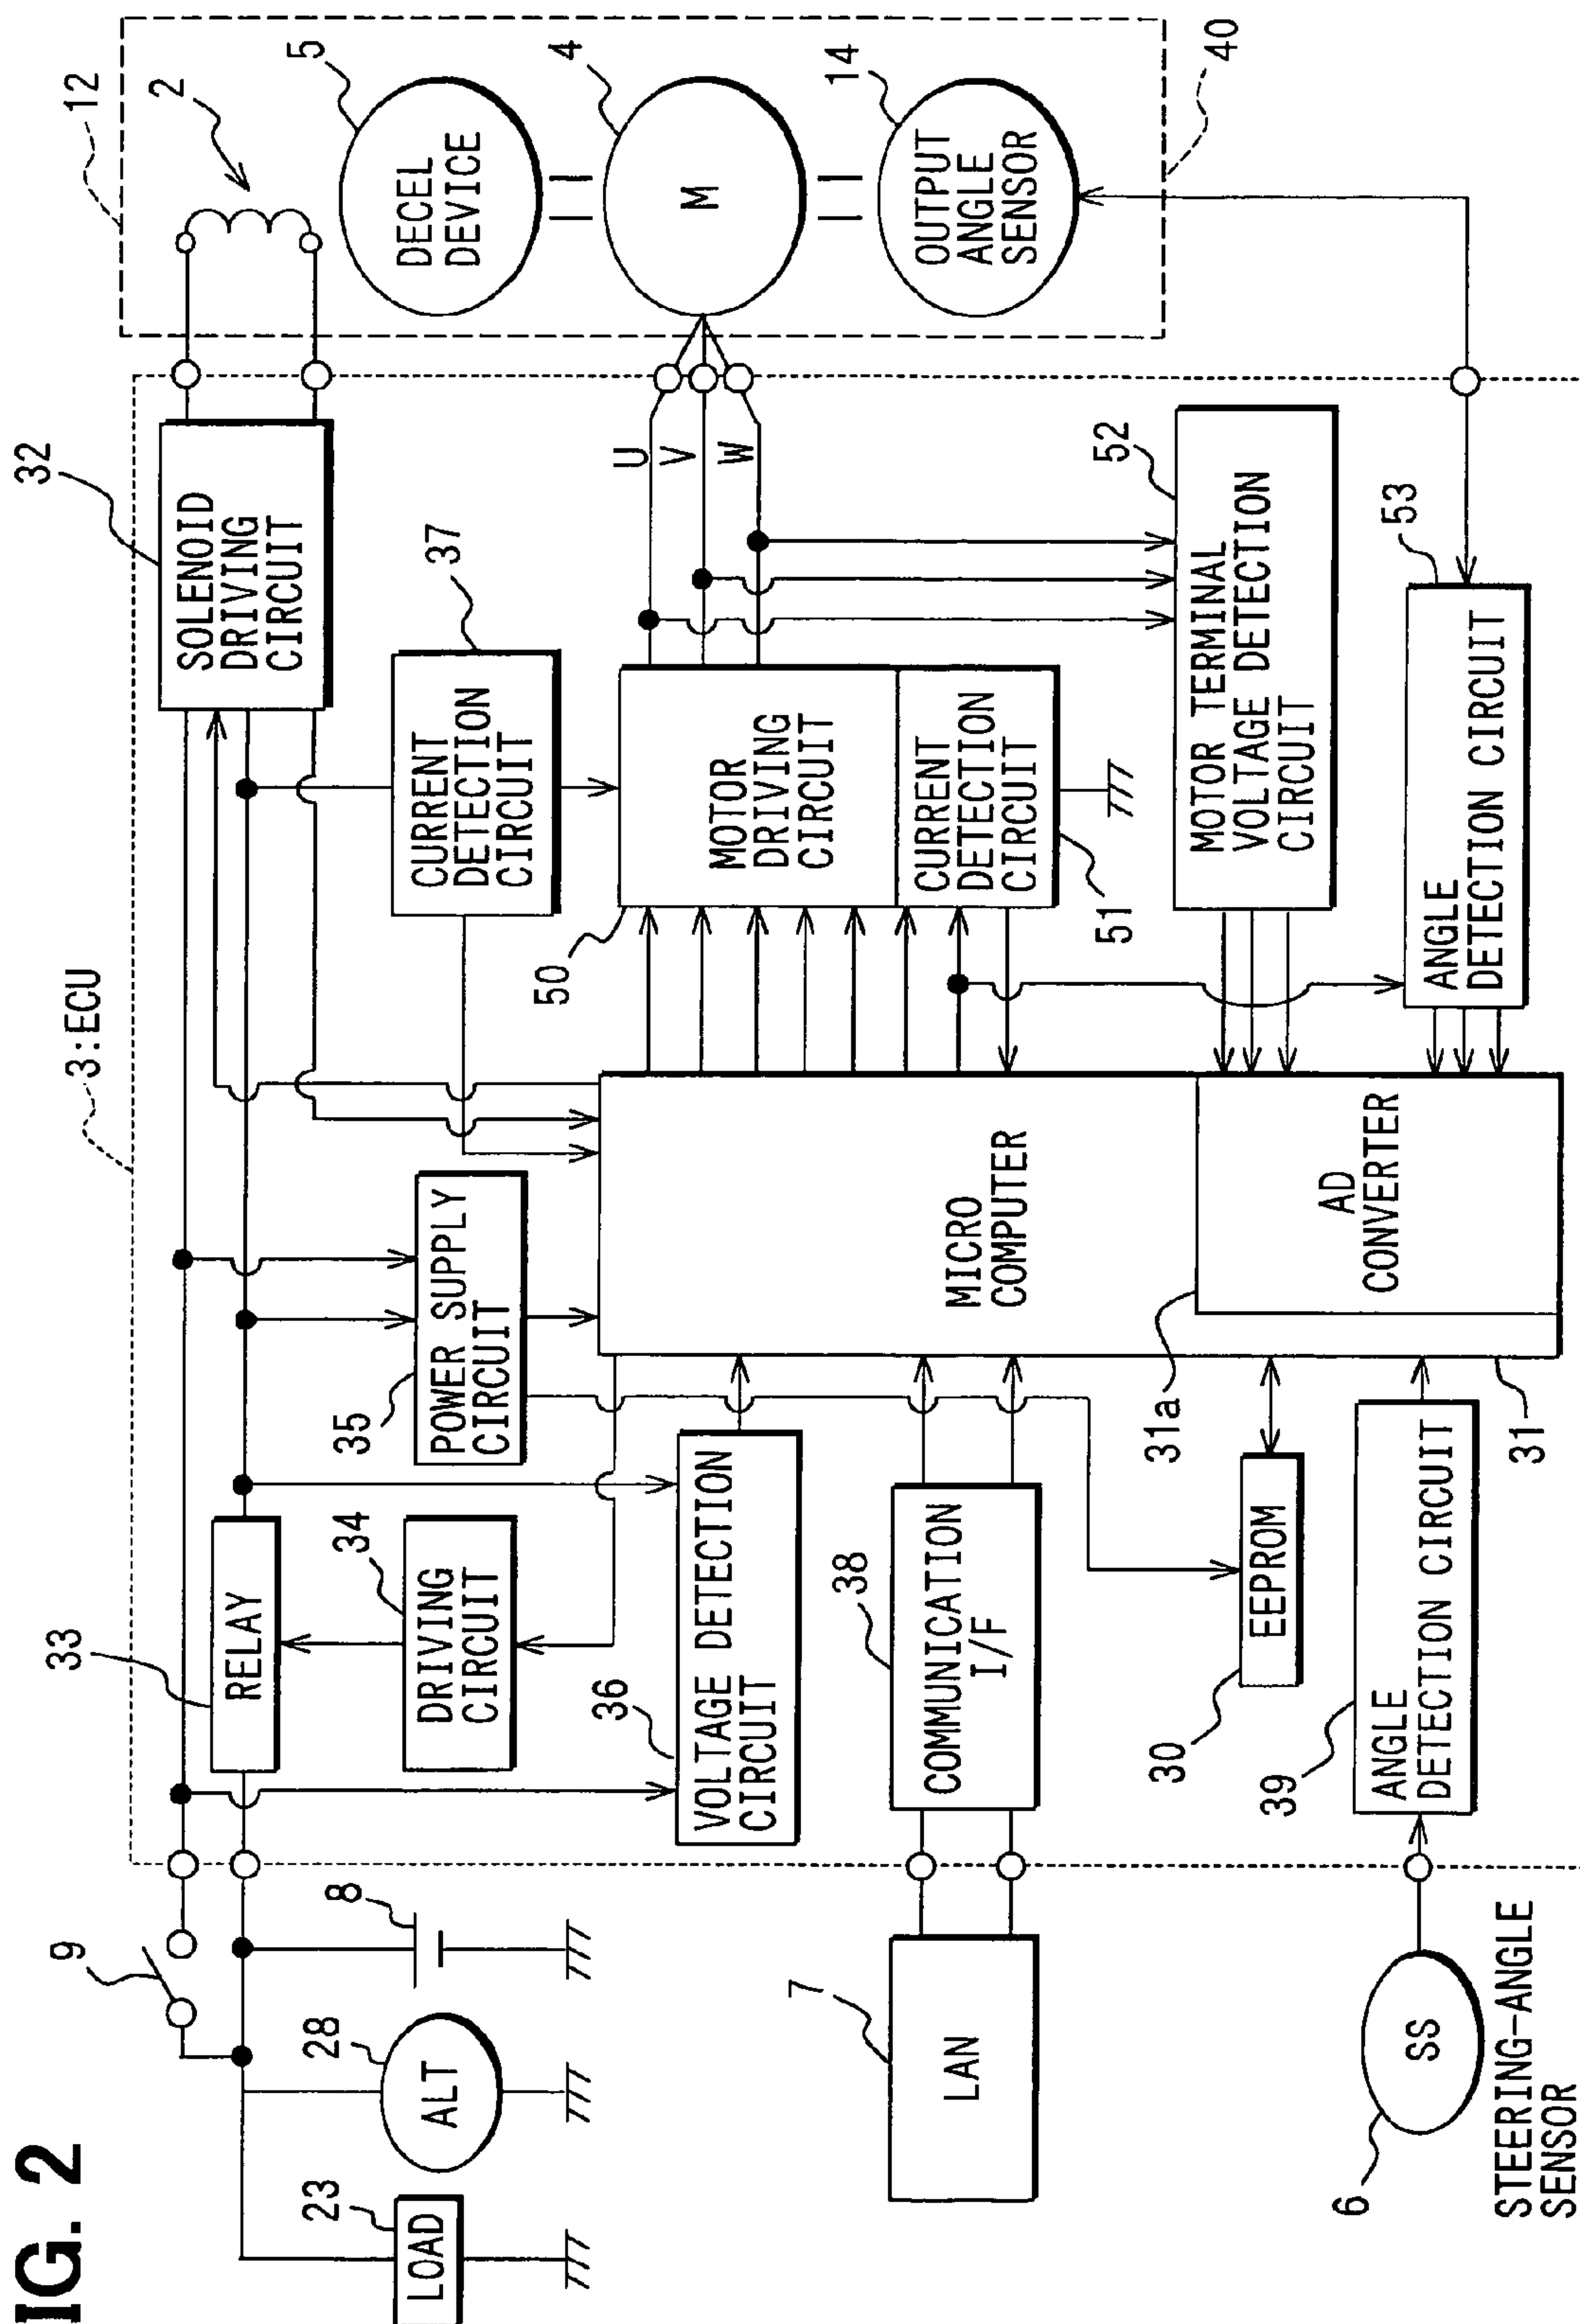 IG. 2
3:ECU
12
2
9
33
RELAY
32
SOLENOID
DRIVING
CIRCUIT
5
DECEL
DEVICE
8
28
ALT
23
LOAD
34
DRIVING
CIRCUIT
35
POWER SUPPLY
CIRCUIT
37
CURRENT
DETECTION
CIRCUIT
36
VOLTAGE DETECTION
CIRCUIT
50
MOTOR
DRIVING
CIRCUIT
U
V
W
4
M
7
LAN
38
COMMUNICATION
I/F
MICRO
COMPUTER
CURRENT
DETECTION
CIRCUIT
51
14
OUTPUT
ANGLE
SENSOR
40
30
EEPROM
31a
AD
CONVERTER
52
MOTOR TERMINAL
VOLTAGE DETECTION
CIRCUIT
6
SS
STEERING-ANGLE
SENSOR
39
ANGLE
DETECTION CIRCUIT
31
53
ANGLE
DETECTION CIRCUIT